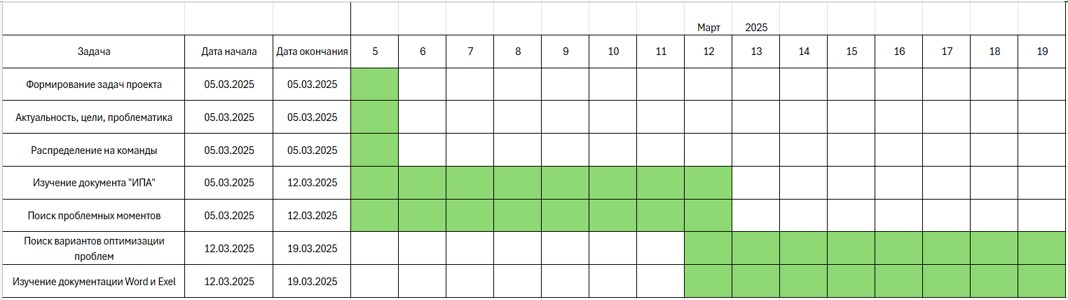 Март 2025
Задача Дата начала Дата окончания 5 6 7 8 9 10 11 12 13 14 15 16 17 18 19
Формирование задач проекта 05.03.2025 05.03.2025
Актуальность, цели, проблематика 05.03.2025 05.03.2025
Распределение на команды 05.03.2025 05.03.2025
Изучение документа "ИПА" 05.03.2025 12.03.2025
Поиск проблемных моментов 05.03.2025 12.03.2025
Поиск вариантов оптимизации
проблем 12.03.2025 19.03.2025
Изучение документации Word и Exel 12.03.2025 19.03.2025